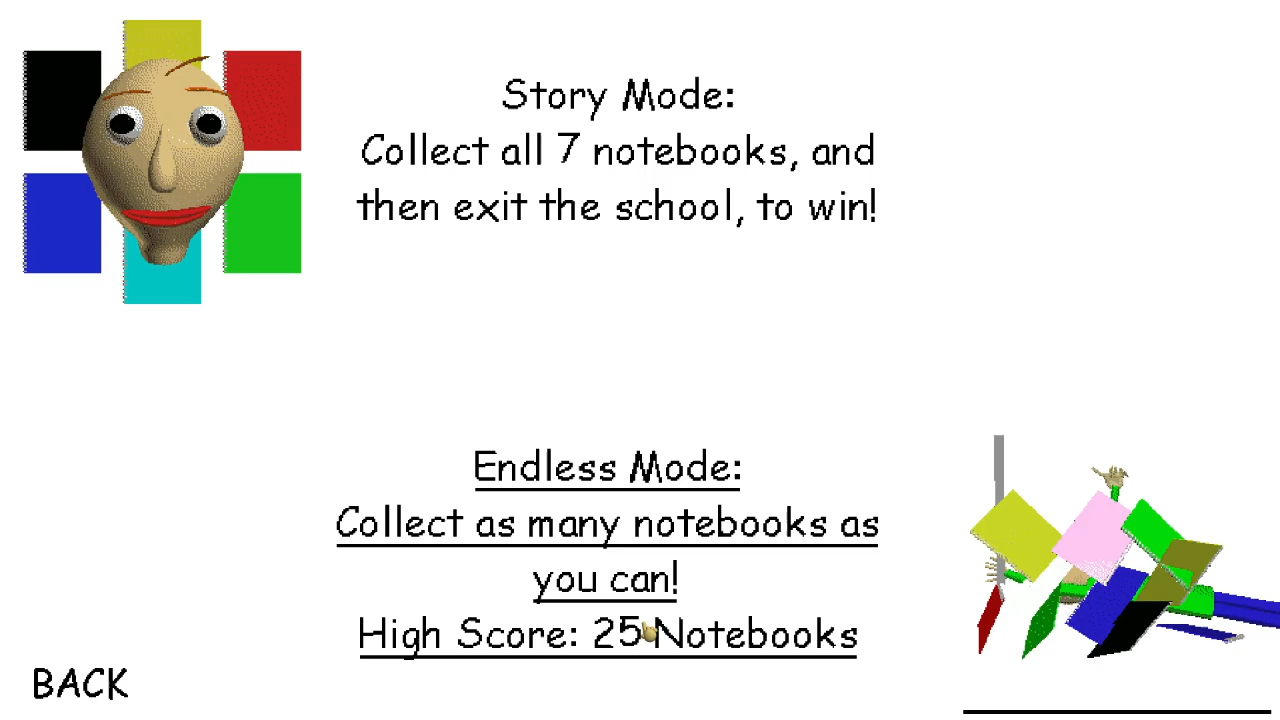 Story Mode:
Collect all 7 notebooks, and
then exit the school, to win!
Endless Mode:
Collect as many notebooks as
you can!
High Score: 25 Notebooks
BACK